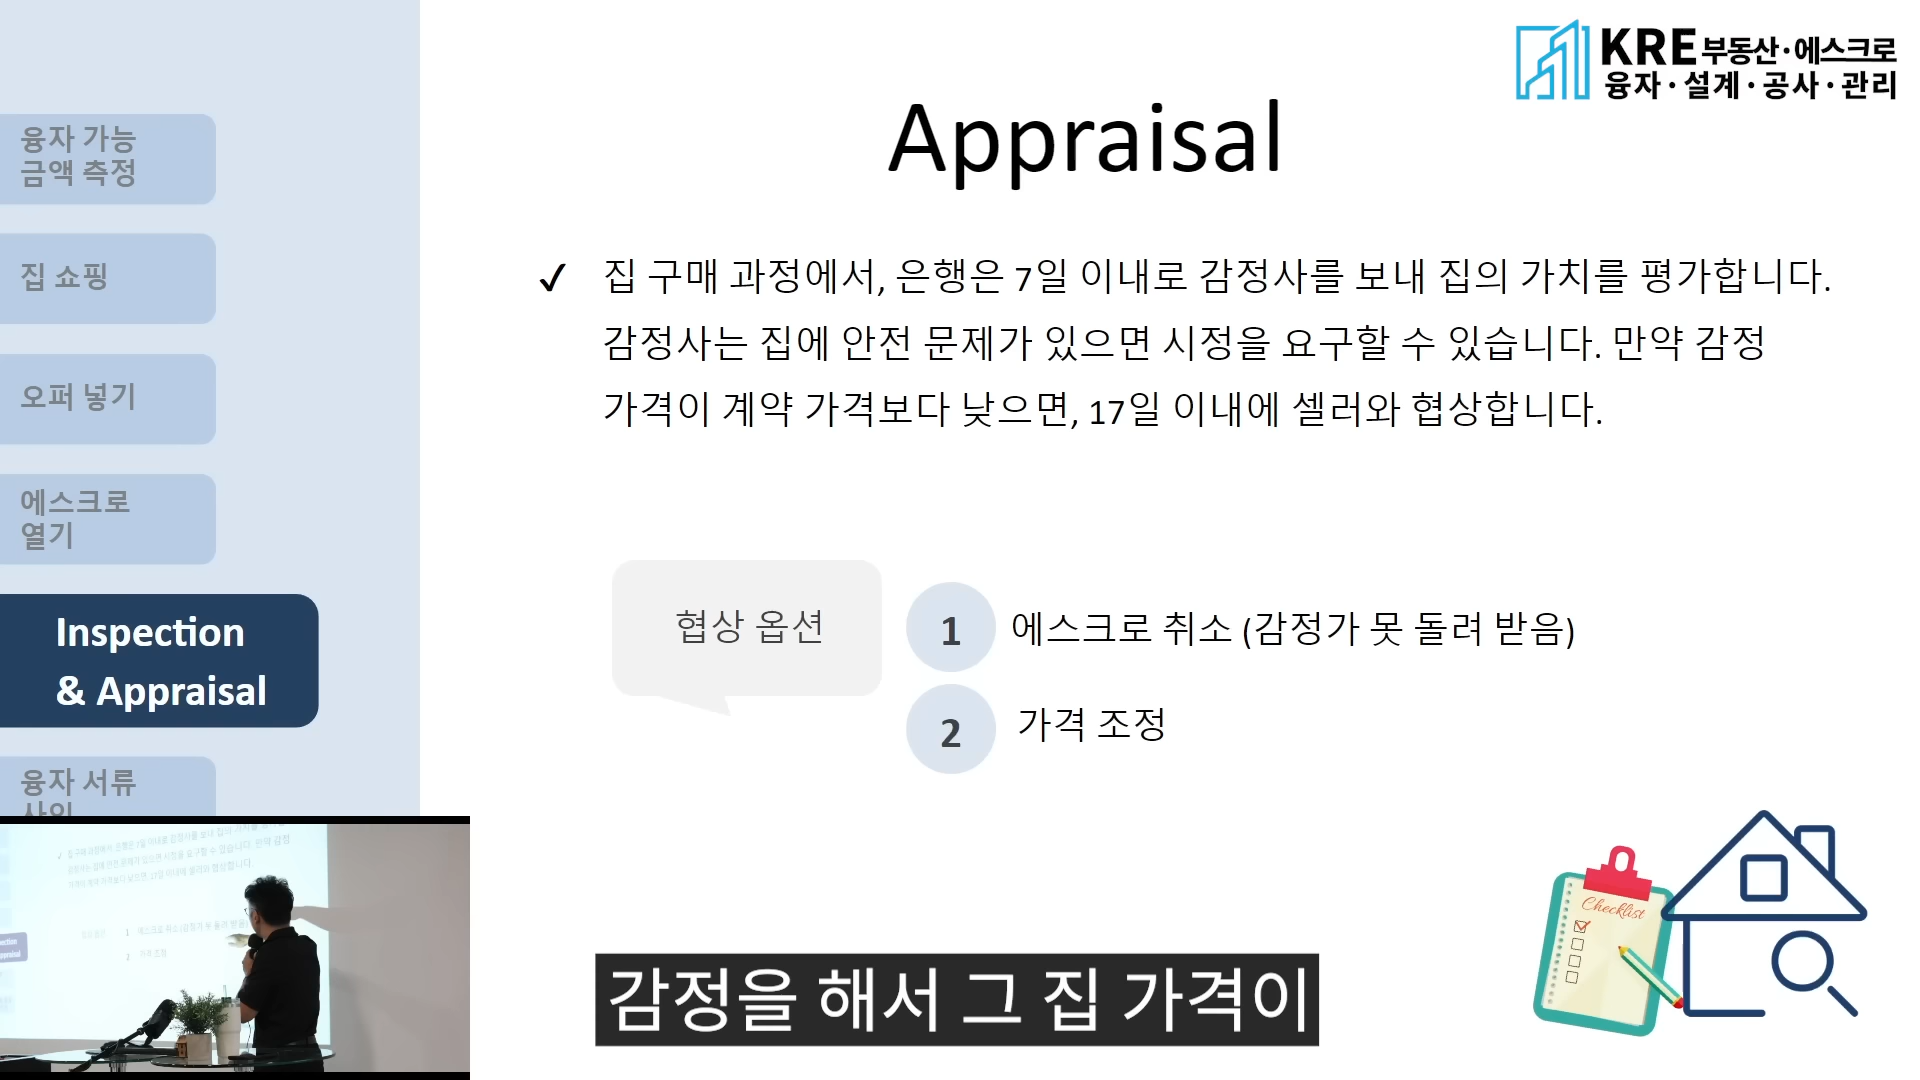 KRE 부동산·에스크로
융자·설계·공사·관리
Appraisal
융자 가능
금액 측정
집 쇼핑
오퍼 넣기
에스크로
열기
Inspection
& Appraisal
융자 서류
✓ 집 구매 과정에서, 은행은 7일 이내로 감정사를 보내 집의 가치를 평가합니다.
감정사는 집에 안전 문제가 있으면 시정을 요구할 수 있습니다. 만약 감정
가격이 계약 가격보다 낮으면, 17일 이내에 셀러와 협상합니다.
협상 옵션
1 에스크로 취소 (감정가 못 돌려 받음)
2 가격 조정
Checklist
감정을 해서 그 집 가격이